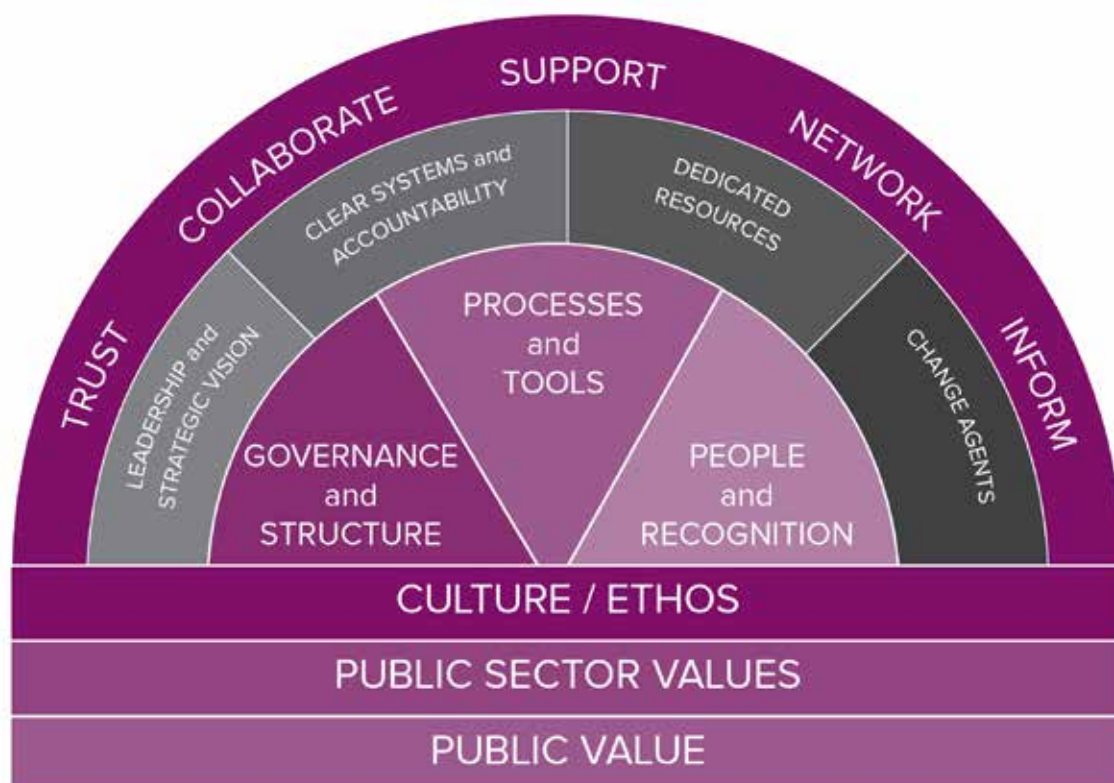 TRUST
COLLABORATE
SUPPORT
NETWORK
INFORM
LEADERSHIP and
STRATEGIC VISION
CLEAR SYSTEMS and
ACCOUNTABILITY
DEDICATED
RESOURCES
CHANGE AGENTS
GOVERNANCE
and
STRUCTURE
PROCESSES
and
TOOLS
PEOPLE
and
RECOGNITION
CULTURE / ETHOS
PUBLIC SECTOR VALUES
PUBLIC VALUE